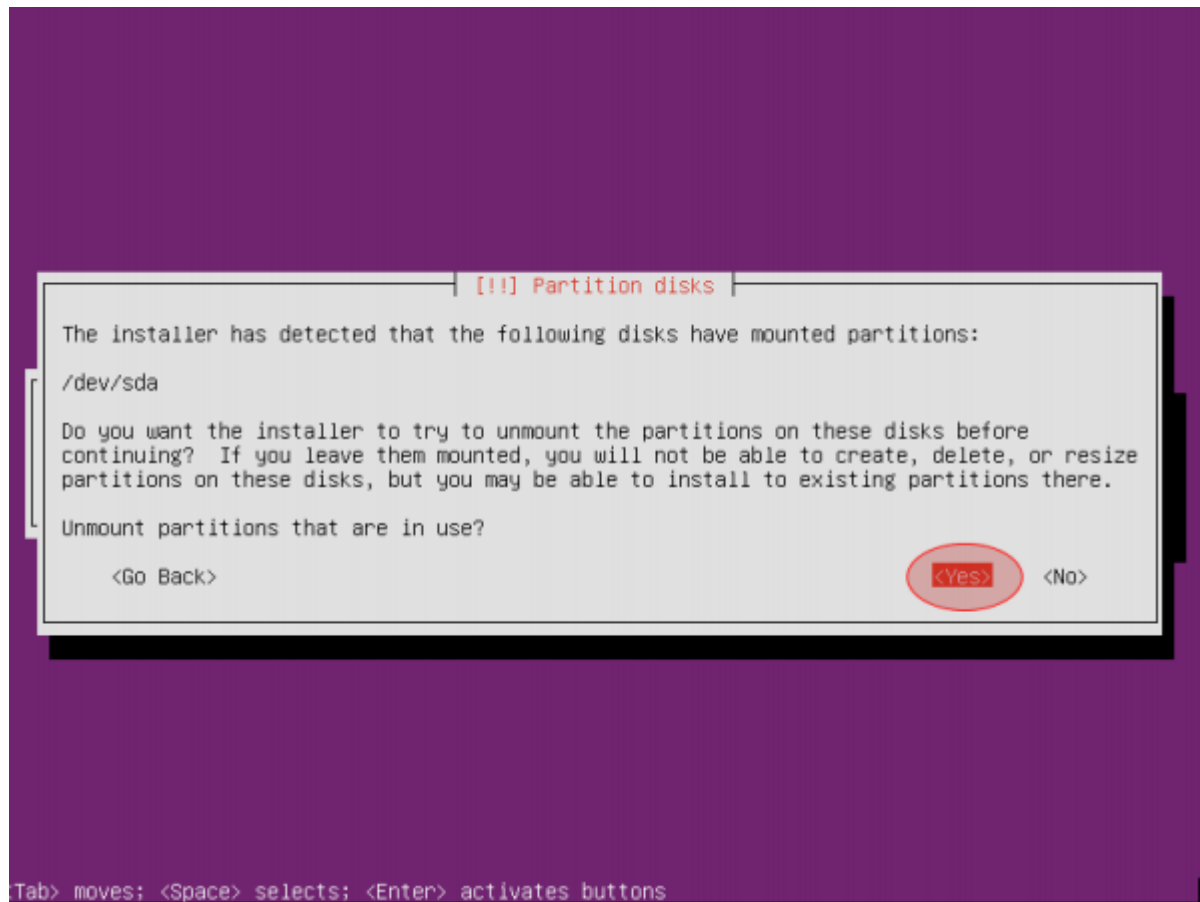 [!!] Partition disks
The installer has detected that the following disks have mounted partitions:
/dev/sda
Do you want the installer to try to unmount the partitions on these disks before
continuing?  If you leave them mounted, you will not be able to create, delete, or resize
partitions on these disks, but you may be able to install to existing partitions there.
Unmount partitions that are in use?
<Go Back> <Yes> <No>
<Tab> moves; <Space> selects; <Enter> activates buttons